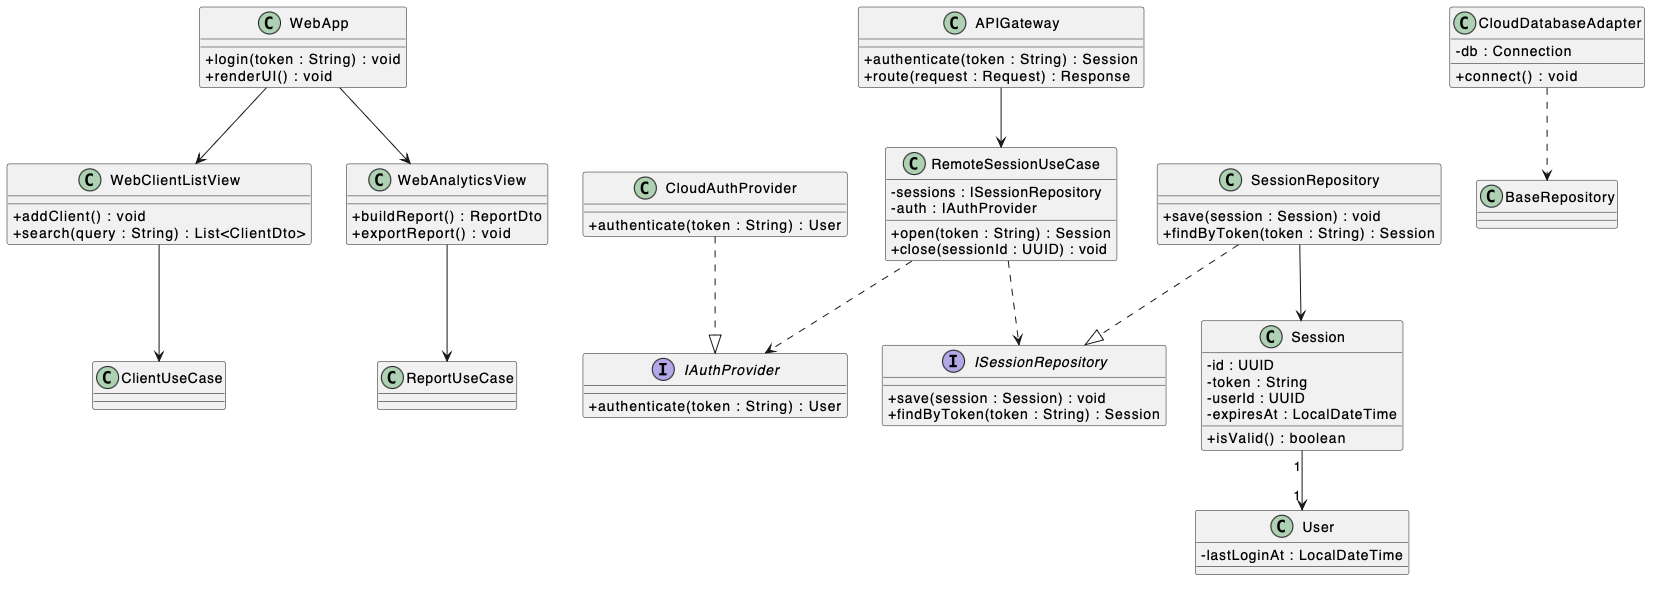 C WebApp
+login(token : String) : void
+renderUI() : void
C APIGateway
+authenticate(token : String) : Session
+route(request : Request) : Response
C CloudDatabaseAdapter
-db : Connection
+connect() : void
C WebClientListView
+addClient() : void
+search(query : String) : List<ClientDto>
C WebAnalyticsView
+buildReport() : ReportDto
+exportReport() : void
C CloudAuthProvider
+authenticate(token : String) : User
C RemoteSessionUseCase
-sessions : ISessionRepository
-auth : IAuthProvider
+open(token : String) : Session
+close(sessionId : UUID) : void
C SessionRepository
+save(session : Session) : void
+findByToken(token : String) : Session
C BaseRepository
C ClientUseCase
C ReportUseCase
I IAuthProvider
+authenticate(token : String) : User
I ISessionRepository
+save(session : Session) : void
+findByToken(token : String) : Session
C Session
-id : UUID
-token : String
-userId : UUID
-expiresAt : LocalDateTime
+isValid() : boolean
1
1
C User
-lastLoginAt : LocalDateTime